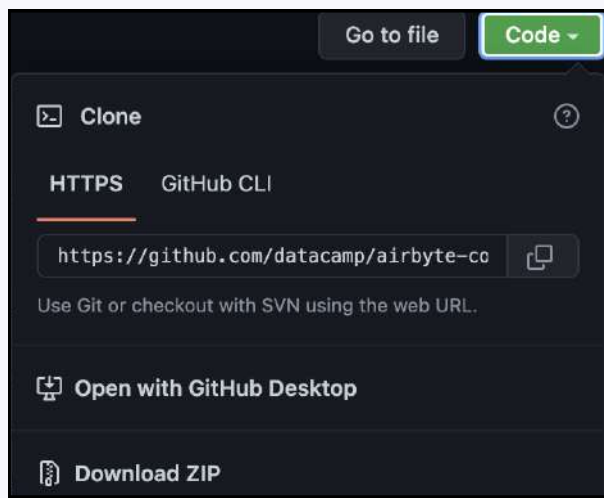 Go to file
Code
Clone
HTTPS GitHub CLI
https://github.com/datacamp/airbyte-co
Use Git or checkout with SVN using the web URL.
Open with GitHub Desktop
Download ZIP